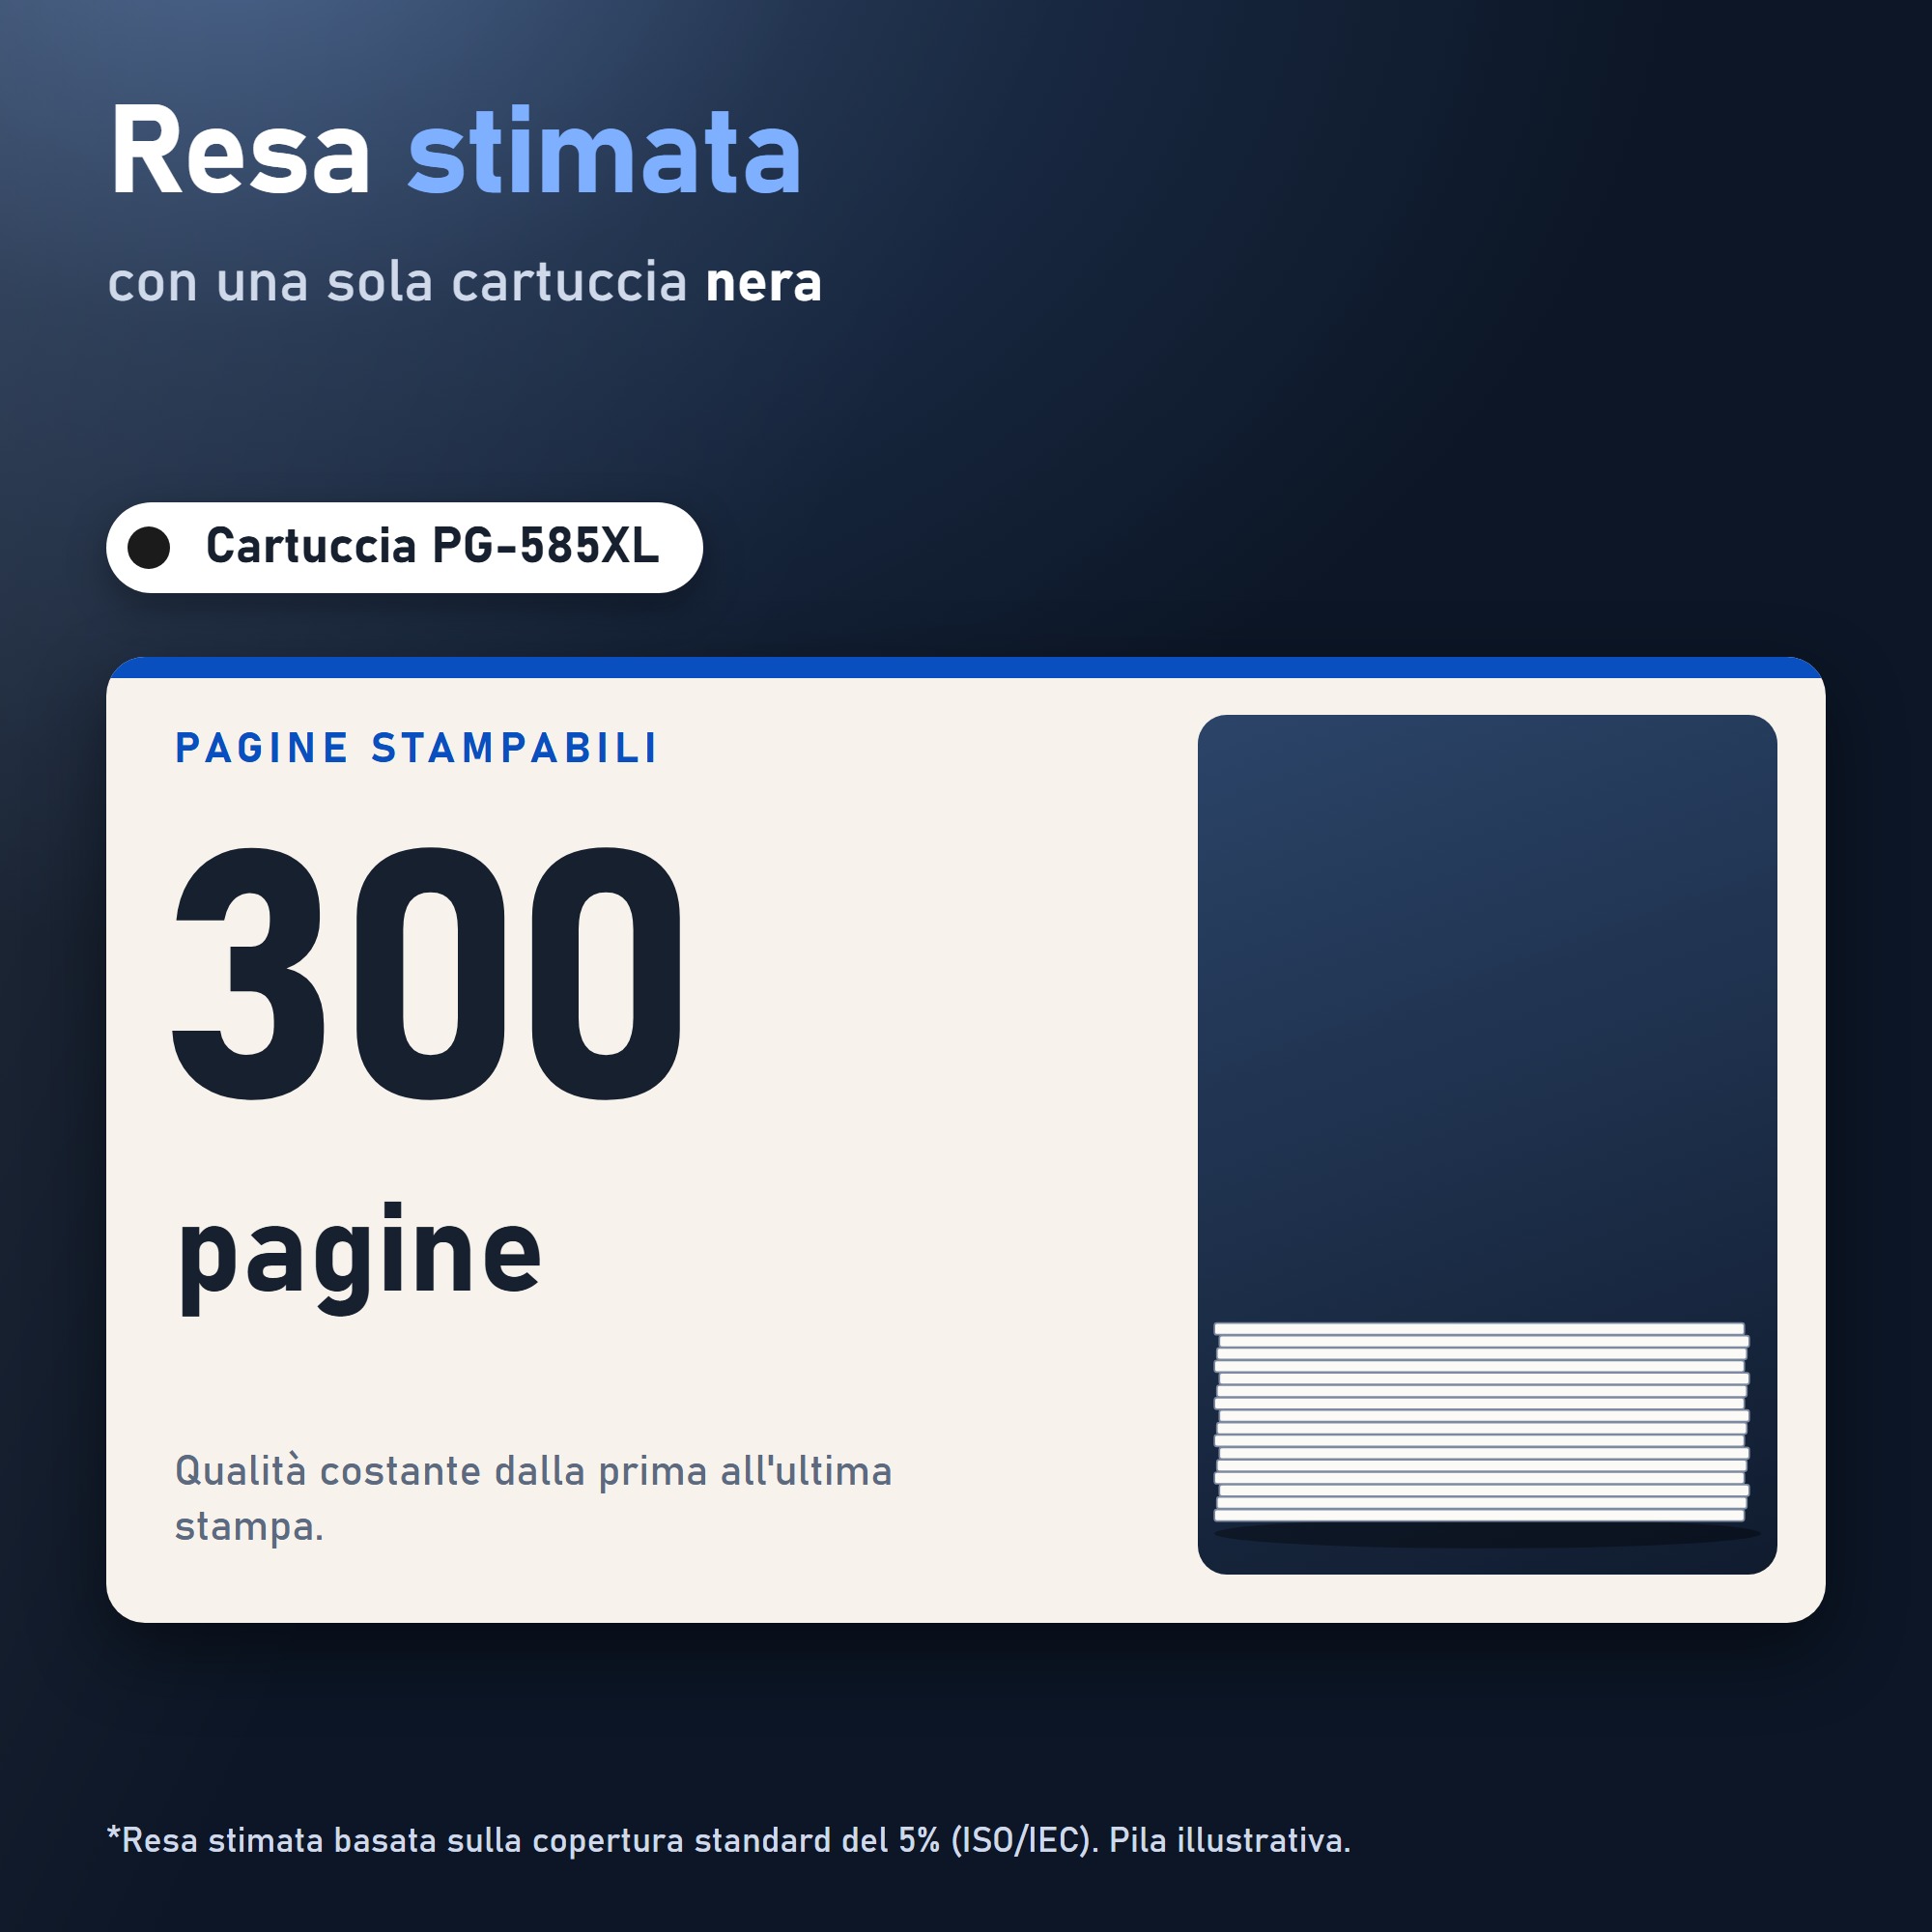 Resa stimata
con una sola cartuccia nera
Cartuccia PG-585XL
PAGINE STAMPABILI
300
pagine
Qualità costante dalla prima all'ultima
stampa.
*Resa stimata basata sulla copertura standard del 5% (ISO/IEC). Pila illustrativa.